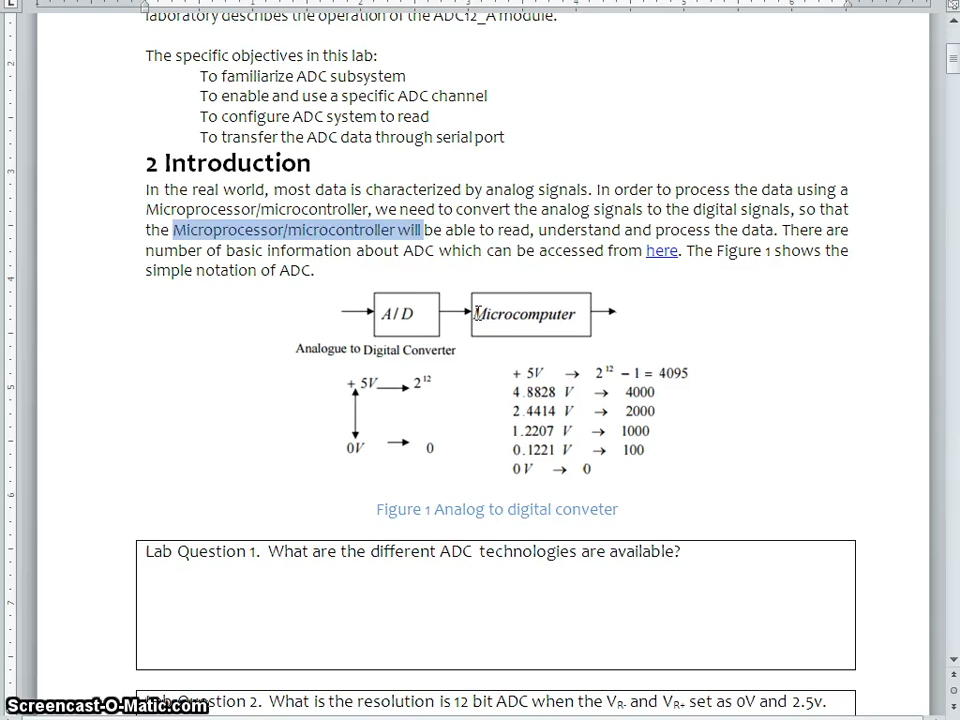 laboratory describes the operation of the ADC12_A module.
The specific objectives in this lab:
To familiarize ADC subsystem
To enable and use a specific ADC channel
To configure ADC system to read
To transfer the ADC data through serial port
2 Introduction
In the real world, most data is characterized by analog signals. In order to process the data using a
Microprocessor/microcontroller, we need to convert the analog signals to the digital signals, so that
the Microprocessor/microcontroller will be able to read, understand and process the data. There are
number of basic information about ADC which can be accessed from here. The Figure 1 shows the
simple notation of ADC.
A/D Microcomputer
Analogue to Digital Converter
+ 5V → 2^12
0V → 0
+ 5V → 2^12 − 1 = 4095
4.8828 V → 4000
2.4414 V → 2000
1.2207 V → 1000
0.1221 V → 100
0V → 0
Figure 1 Analog to digital conveter
Lab Question 1. What are the different ADC technologies are available?
Lab Question 2. What is the resolution is 12 bit ADC when the VR- and VR+ set as 0V and 2.5v.
Screencast-O-Matic.com